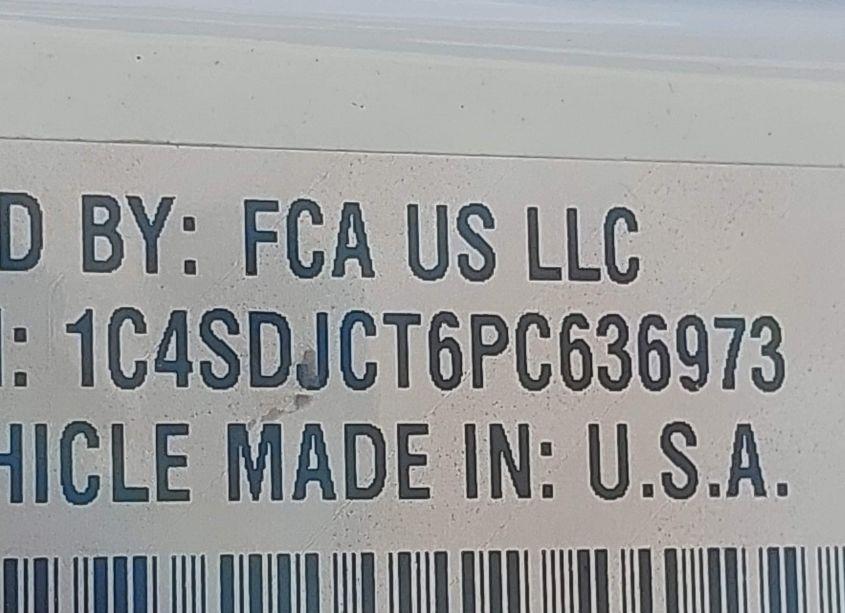 D BY: FCA US LLC
: 1C4SDJCT6PC636973
HICLE MADE IN: U.S.A.